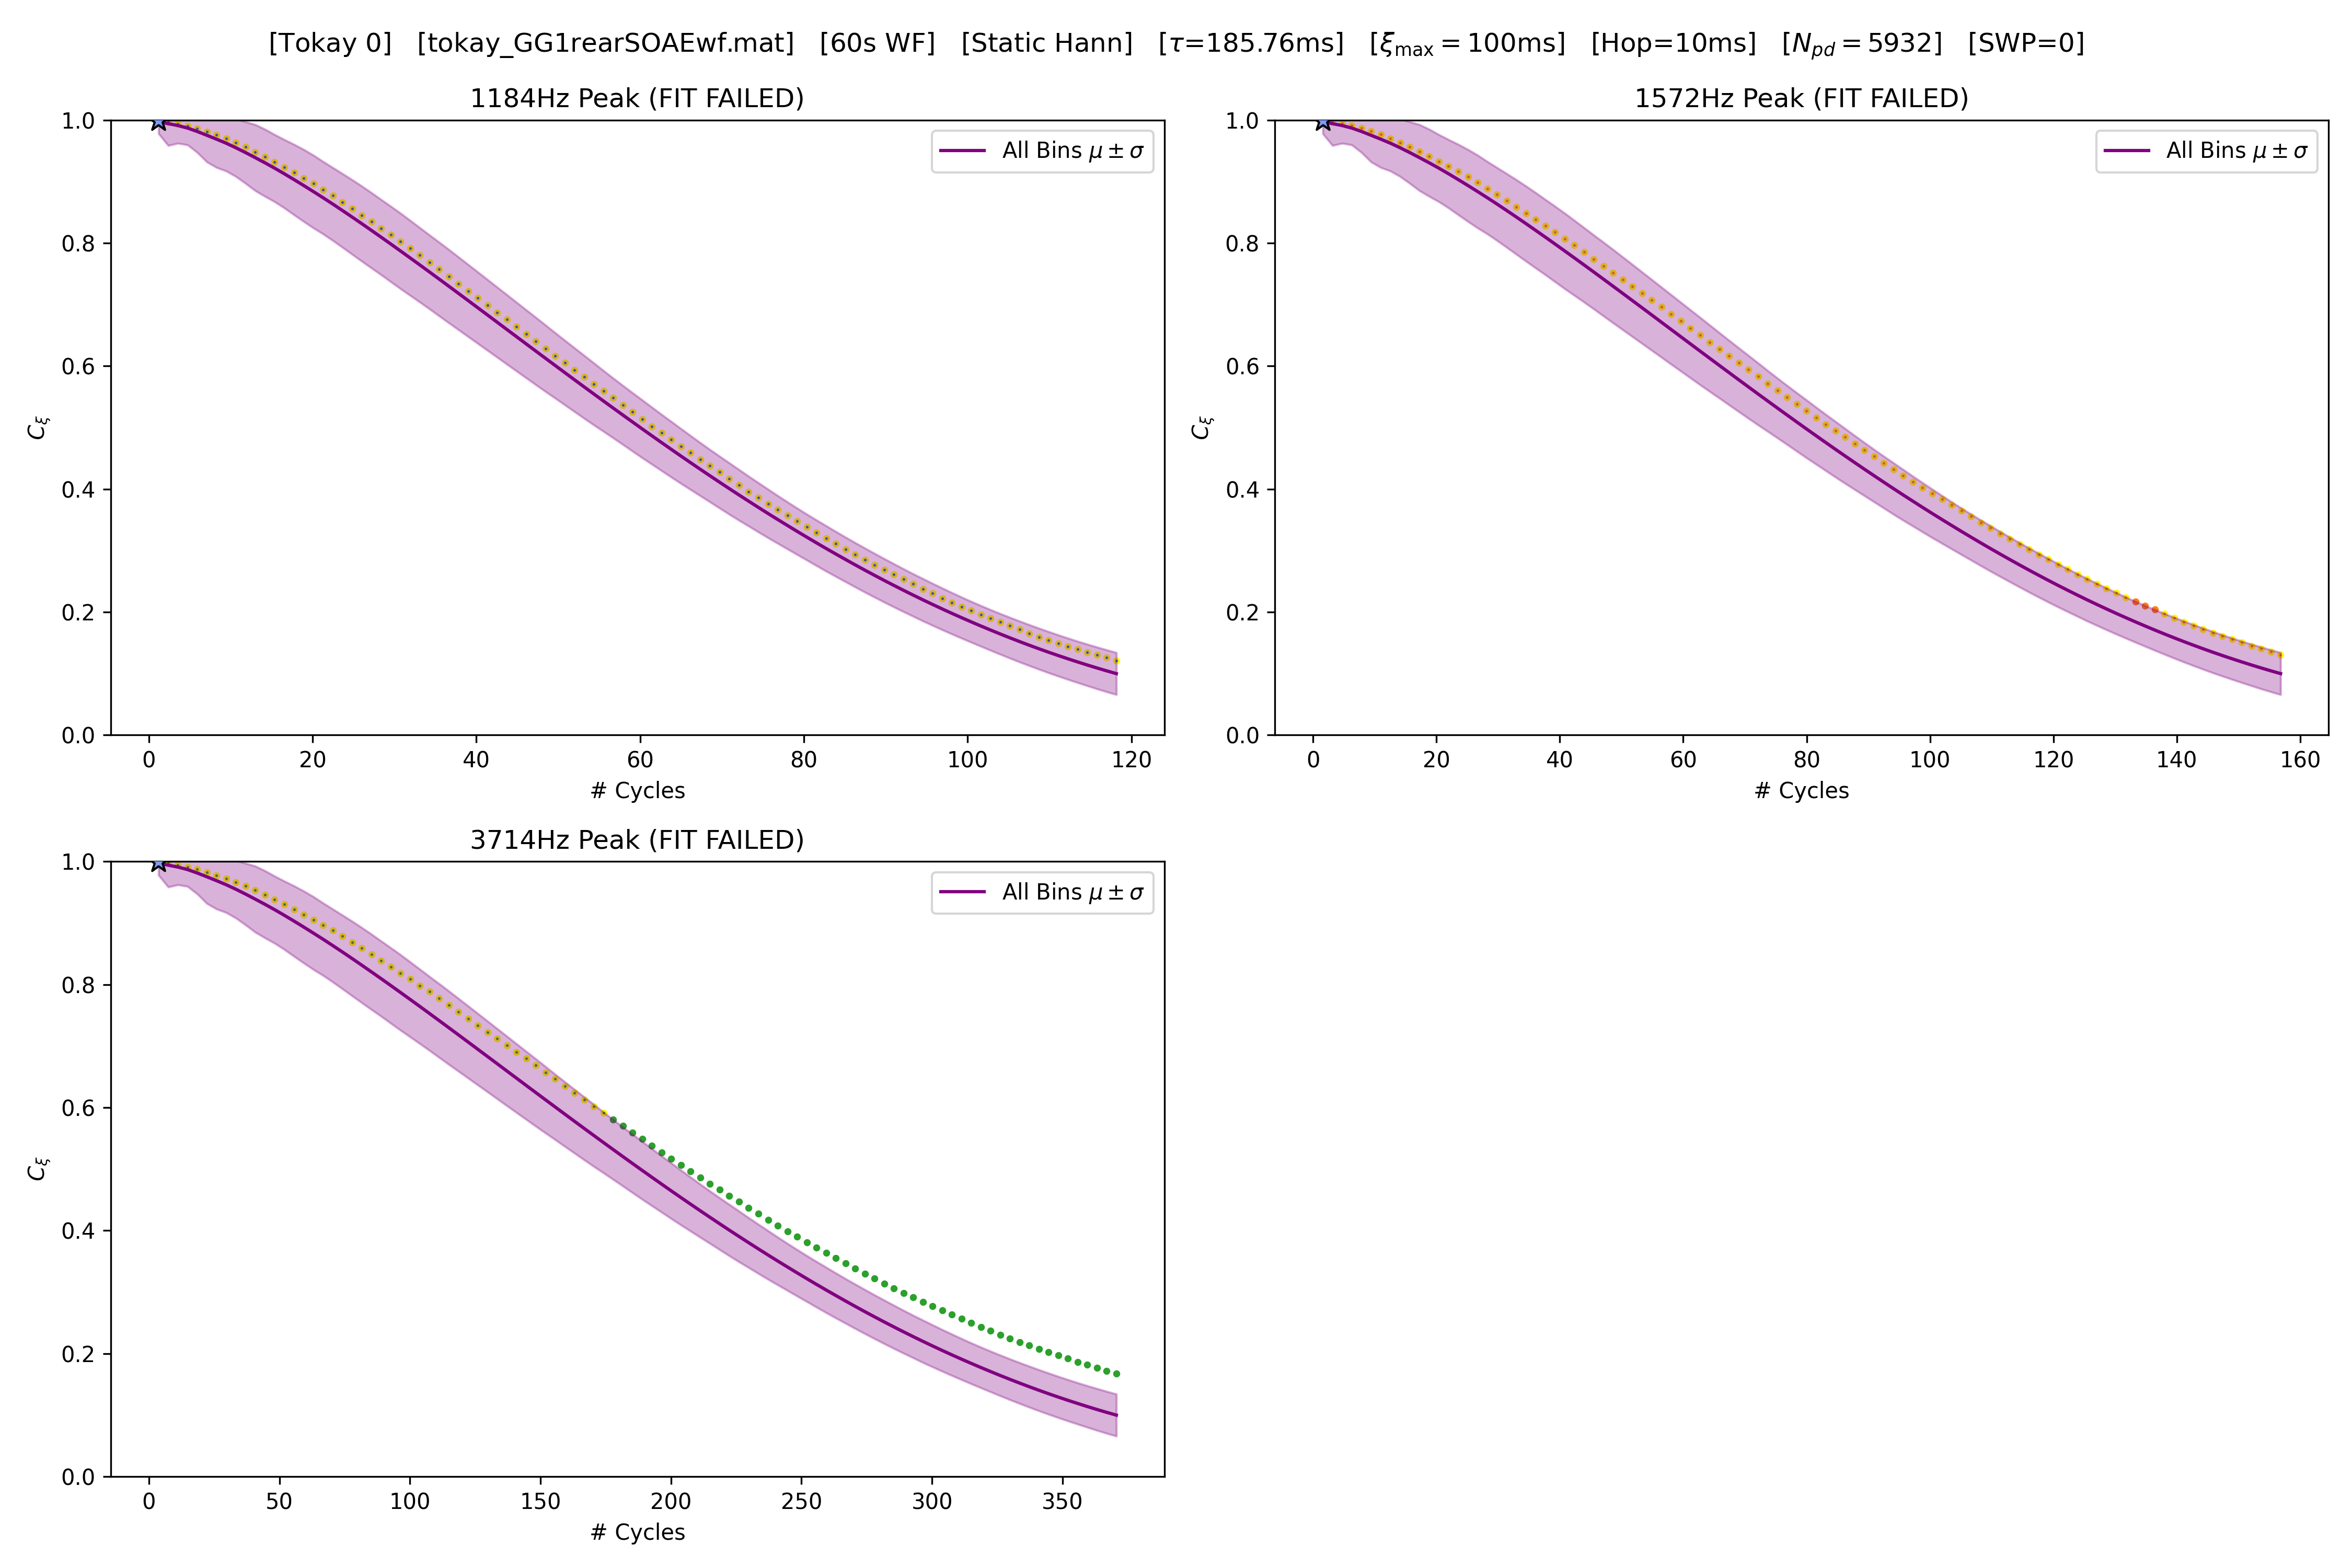 [Tokay 0] [tokay_GG1rearSOAEwf.mat] [60s WF] [Static Hann] [τ=185.76ms] [ξ_max = 100ms] [Hop=10ms] [N_pd = 5932] [SWP=0]
1184Hz Peak (FIT FAILED)
1.0
0.8
0.6
0.4
0.2
0.0
C_ξ
All Bins μ ± σ
0 20 40 60 80 100 120
# Cycles
1572Hz Peak (FIT FAILED)
1.0
0.8
0.6
0.4
0.2
0.0
C_ξ
All Bins μ ± σ
0 20 40 60 80 100 120 140 160
# Cycles
3714Hz Peak (FIT FAILED)
1.0
0.8
0.6
0.4
0.2
0.0
C_ξ
All Bins μ ± σ
0 50 100 150 200 250 300 350
# Cycles